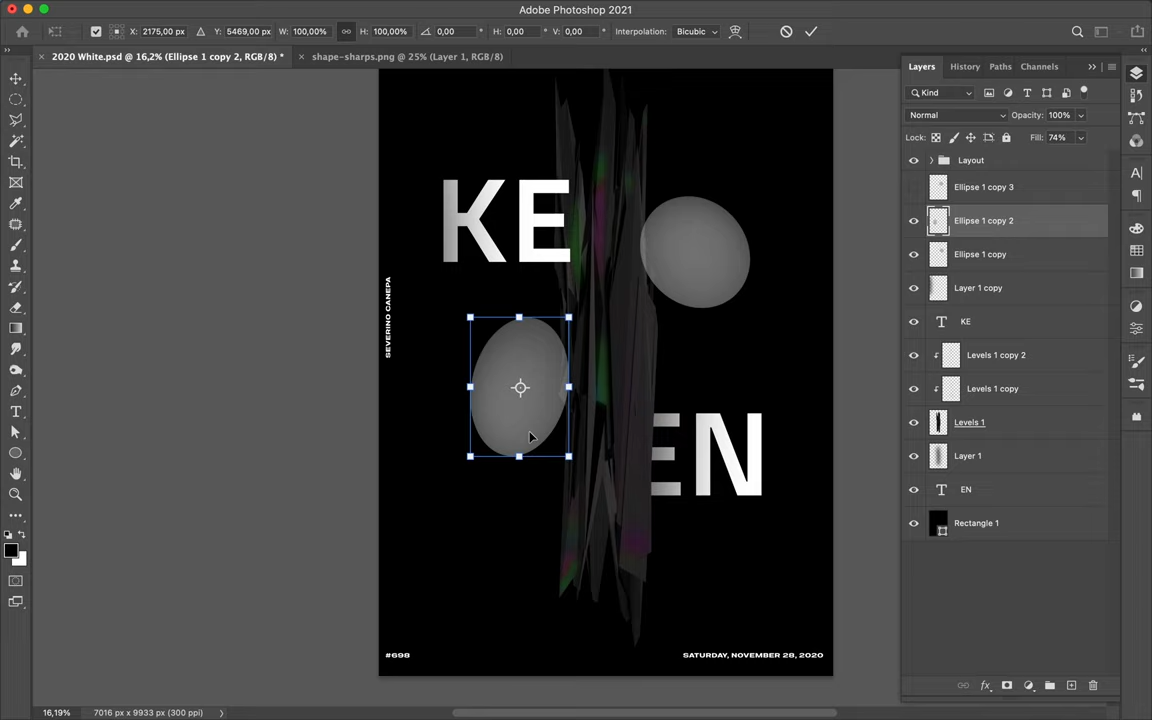 Adobe Photoshop 2021
X: 2175,00 px Y: 5469,00 px W: 100,00% H: 100,00% 0,00 ° H: 0,00 ° V: 0,00 ° Interpolation: Bicubic
2020 White.psd @ 16,2% (Ellipse 1 copy 2, RGB/8) *
shape-sharps.png @ 25% (Layer 1, RGB/8)
Layers History Paths Channels
Kind
Normal Opacity: 100%
Lock: Fill: 74%
Layout
Ellipse 1 copy 3
Ellipse 1 copy 2
Ellipse 1 copy
Layer 1 copy
KE
Levels 1 copy 2
Levels 1 copy
Levels 1
Layer 1
EN
Rectangle 1
KE
SEVERINO CANEPA
EN
#698
SATURDAY, NOVEMBER 28, 2020
16,19% 7016 px x 9933 px (300 ppi)